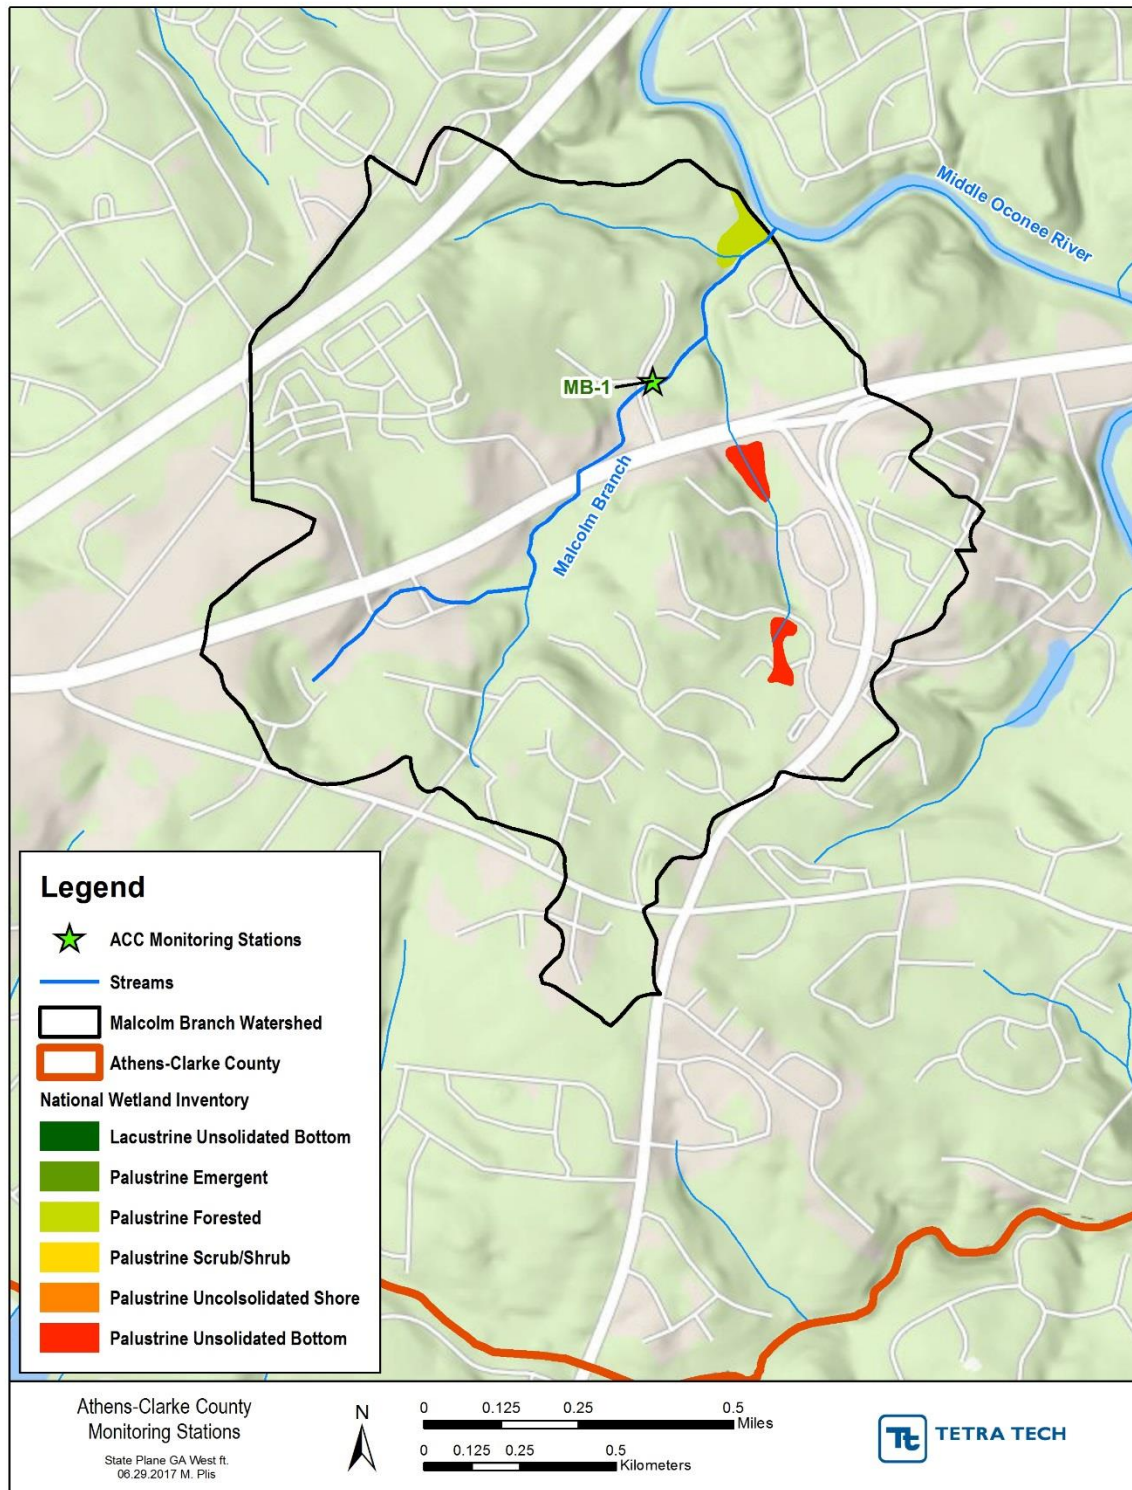 Middle Oconee River
MB-1
Malcolm Branch
Legend
ACC Monitoring Stations
Streams
Malcolm Branch Watershed
Athens-Clarke County
National Wetland Inventory
Lacustrine Unsolidated Bottom
Palustrine Emergent
Palustrine Forested
Palustrine Scrub/Shrub
Palustrine Uncolsolidated Shore
Palustrine Unsolidated Bottom
Athens-Clarke County
Monitoring Stations
State Plane GA West ft.
06.29.2017 M. Plis
N
0 0.125 0.25 0.5
Miles
0 0.125 0.25 0.5
Kilometers
Tt TETRA TECH